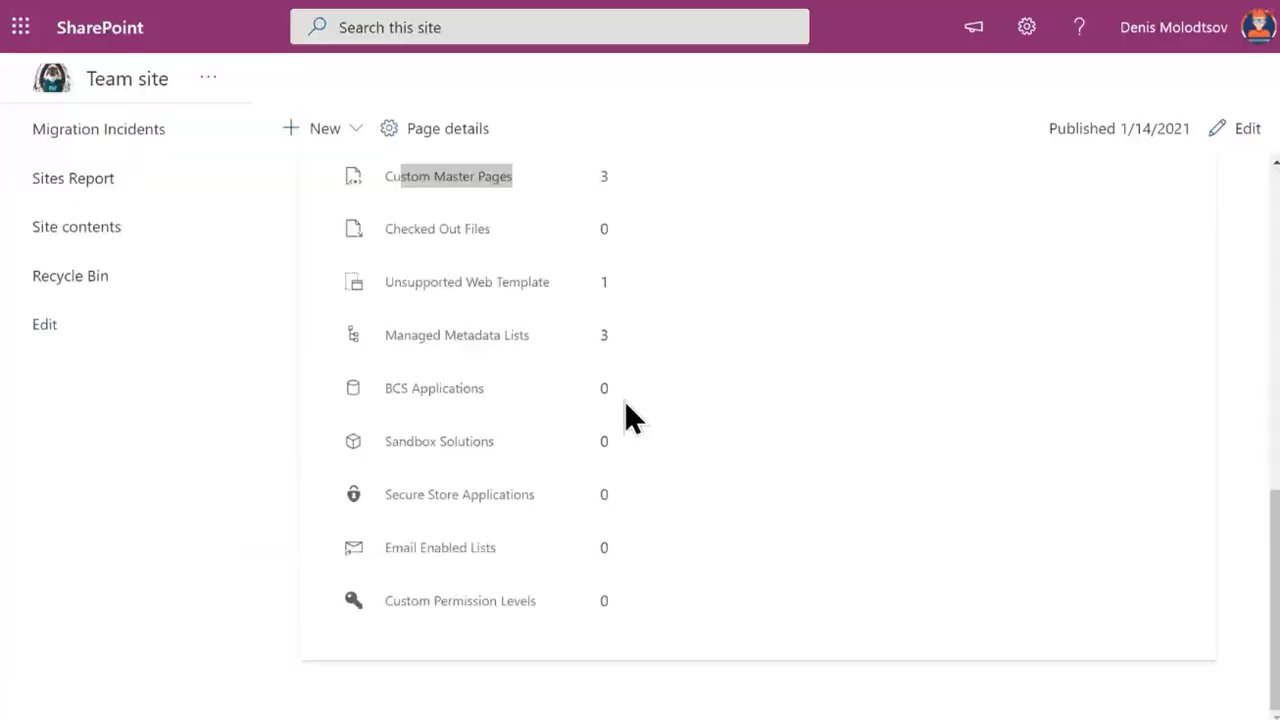 SharePoint
Search this site
Denis Molodtsov
Team site
Migration Incidents
New
Page details
Published 1/14/2021
Edit
Sites Report
Site contents
Recycle Bin
Edit
Custom Master Pages 3
Checked Out Files 0
Unsupported Web Template 1
Managed Metadata Lists 3
BCS Applications 0
Sandbox Solutions 0
Secure Store Applications 0
Email Enabled Lists 0
Custom Permission Levels 0